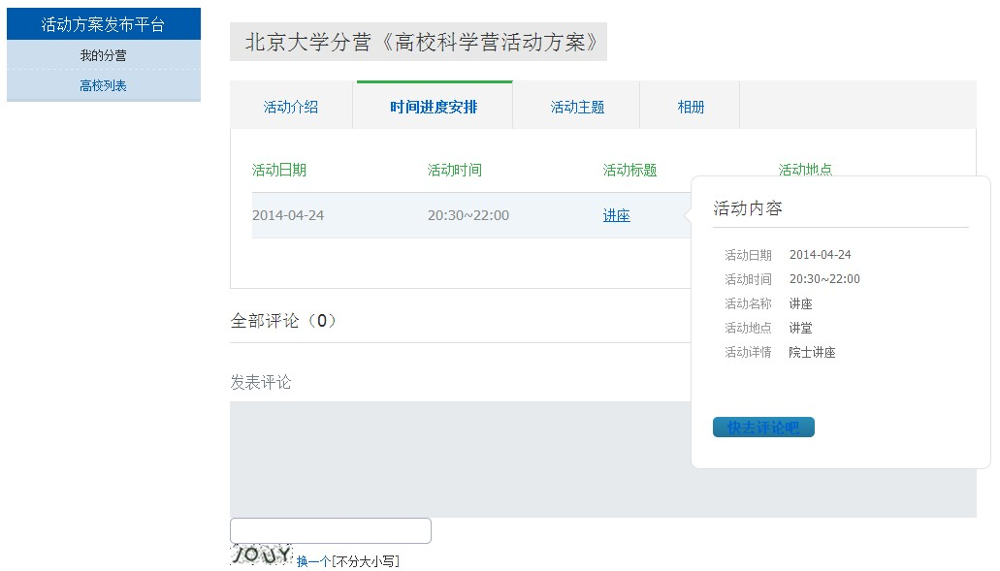 活动方案发布平台
我的分营
高校列表
北京大学分营《高校科学营活动方案》
活动介绍 时间进度安排 活动主题 相册
活动日期 活动时间 活动标题 活动地点
2014-04-24 20:30~22:00 讲座
活动内容
活动日期 2014-04-24
活动时间 20:30~22:00
活动名称 讲座
活动地点 讲堂
活动详情 院士讲座
快去评论吧
全部评论（0）
发表评论
JOUY 换一个[不分大小写]